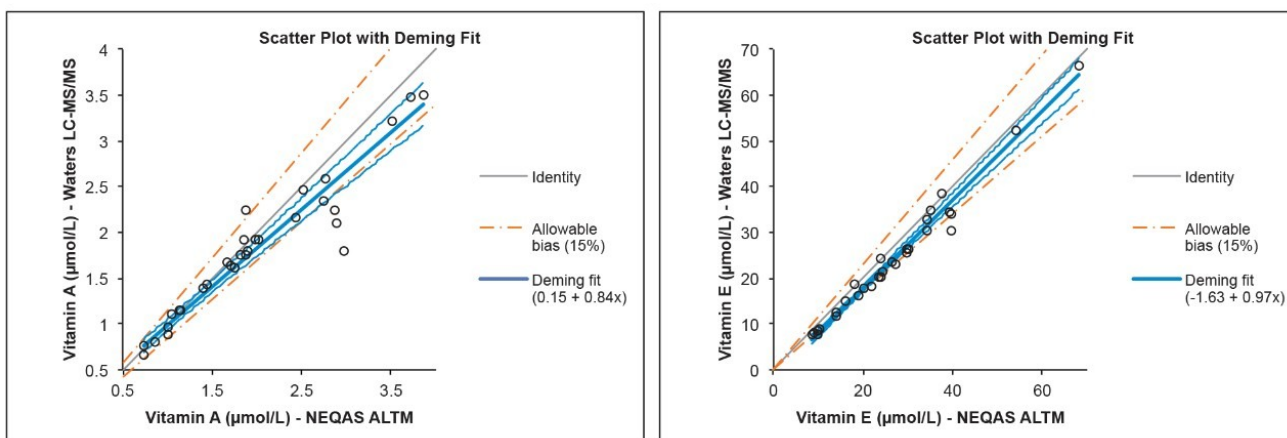 Scatter Plot with Deming Fit
Vitamin A (µmol/L) - Waters LC-MS/MS
4
3.5
3
2.5
2
1.5
1
0.5
0.5
1.5
2.5
3.5
Vitamin A (µmol/L) - NEQAS ALTM
Identity
Allowable
bias (15%)
Deming fit
(0.15 + 0.84x)
Scatter Plot with Deming Fit
Vitamin E (µmol/L) - Waters LC-MS/MS
70
60
50
40
30
20
10
0
0
20
40
60
Vitamin E (µmol/L) - NEQAS ALTM
Identity
Allowable
bias (15%)
Deming fit
(-1.63 + 0.97x)